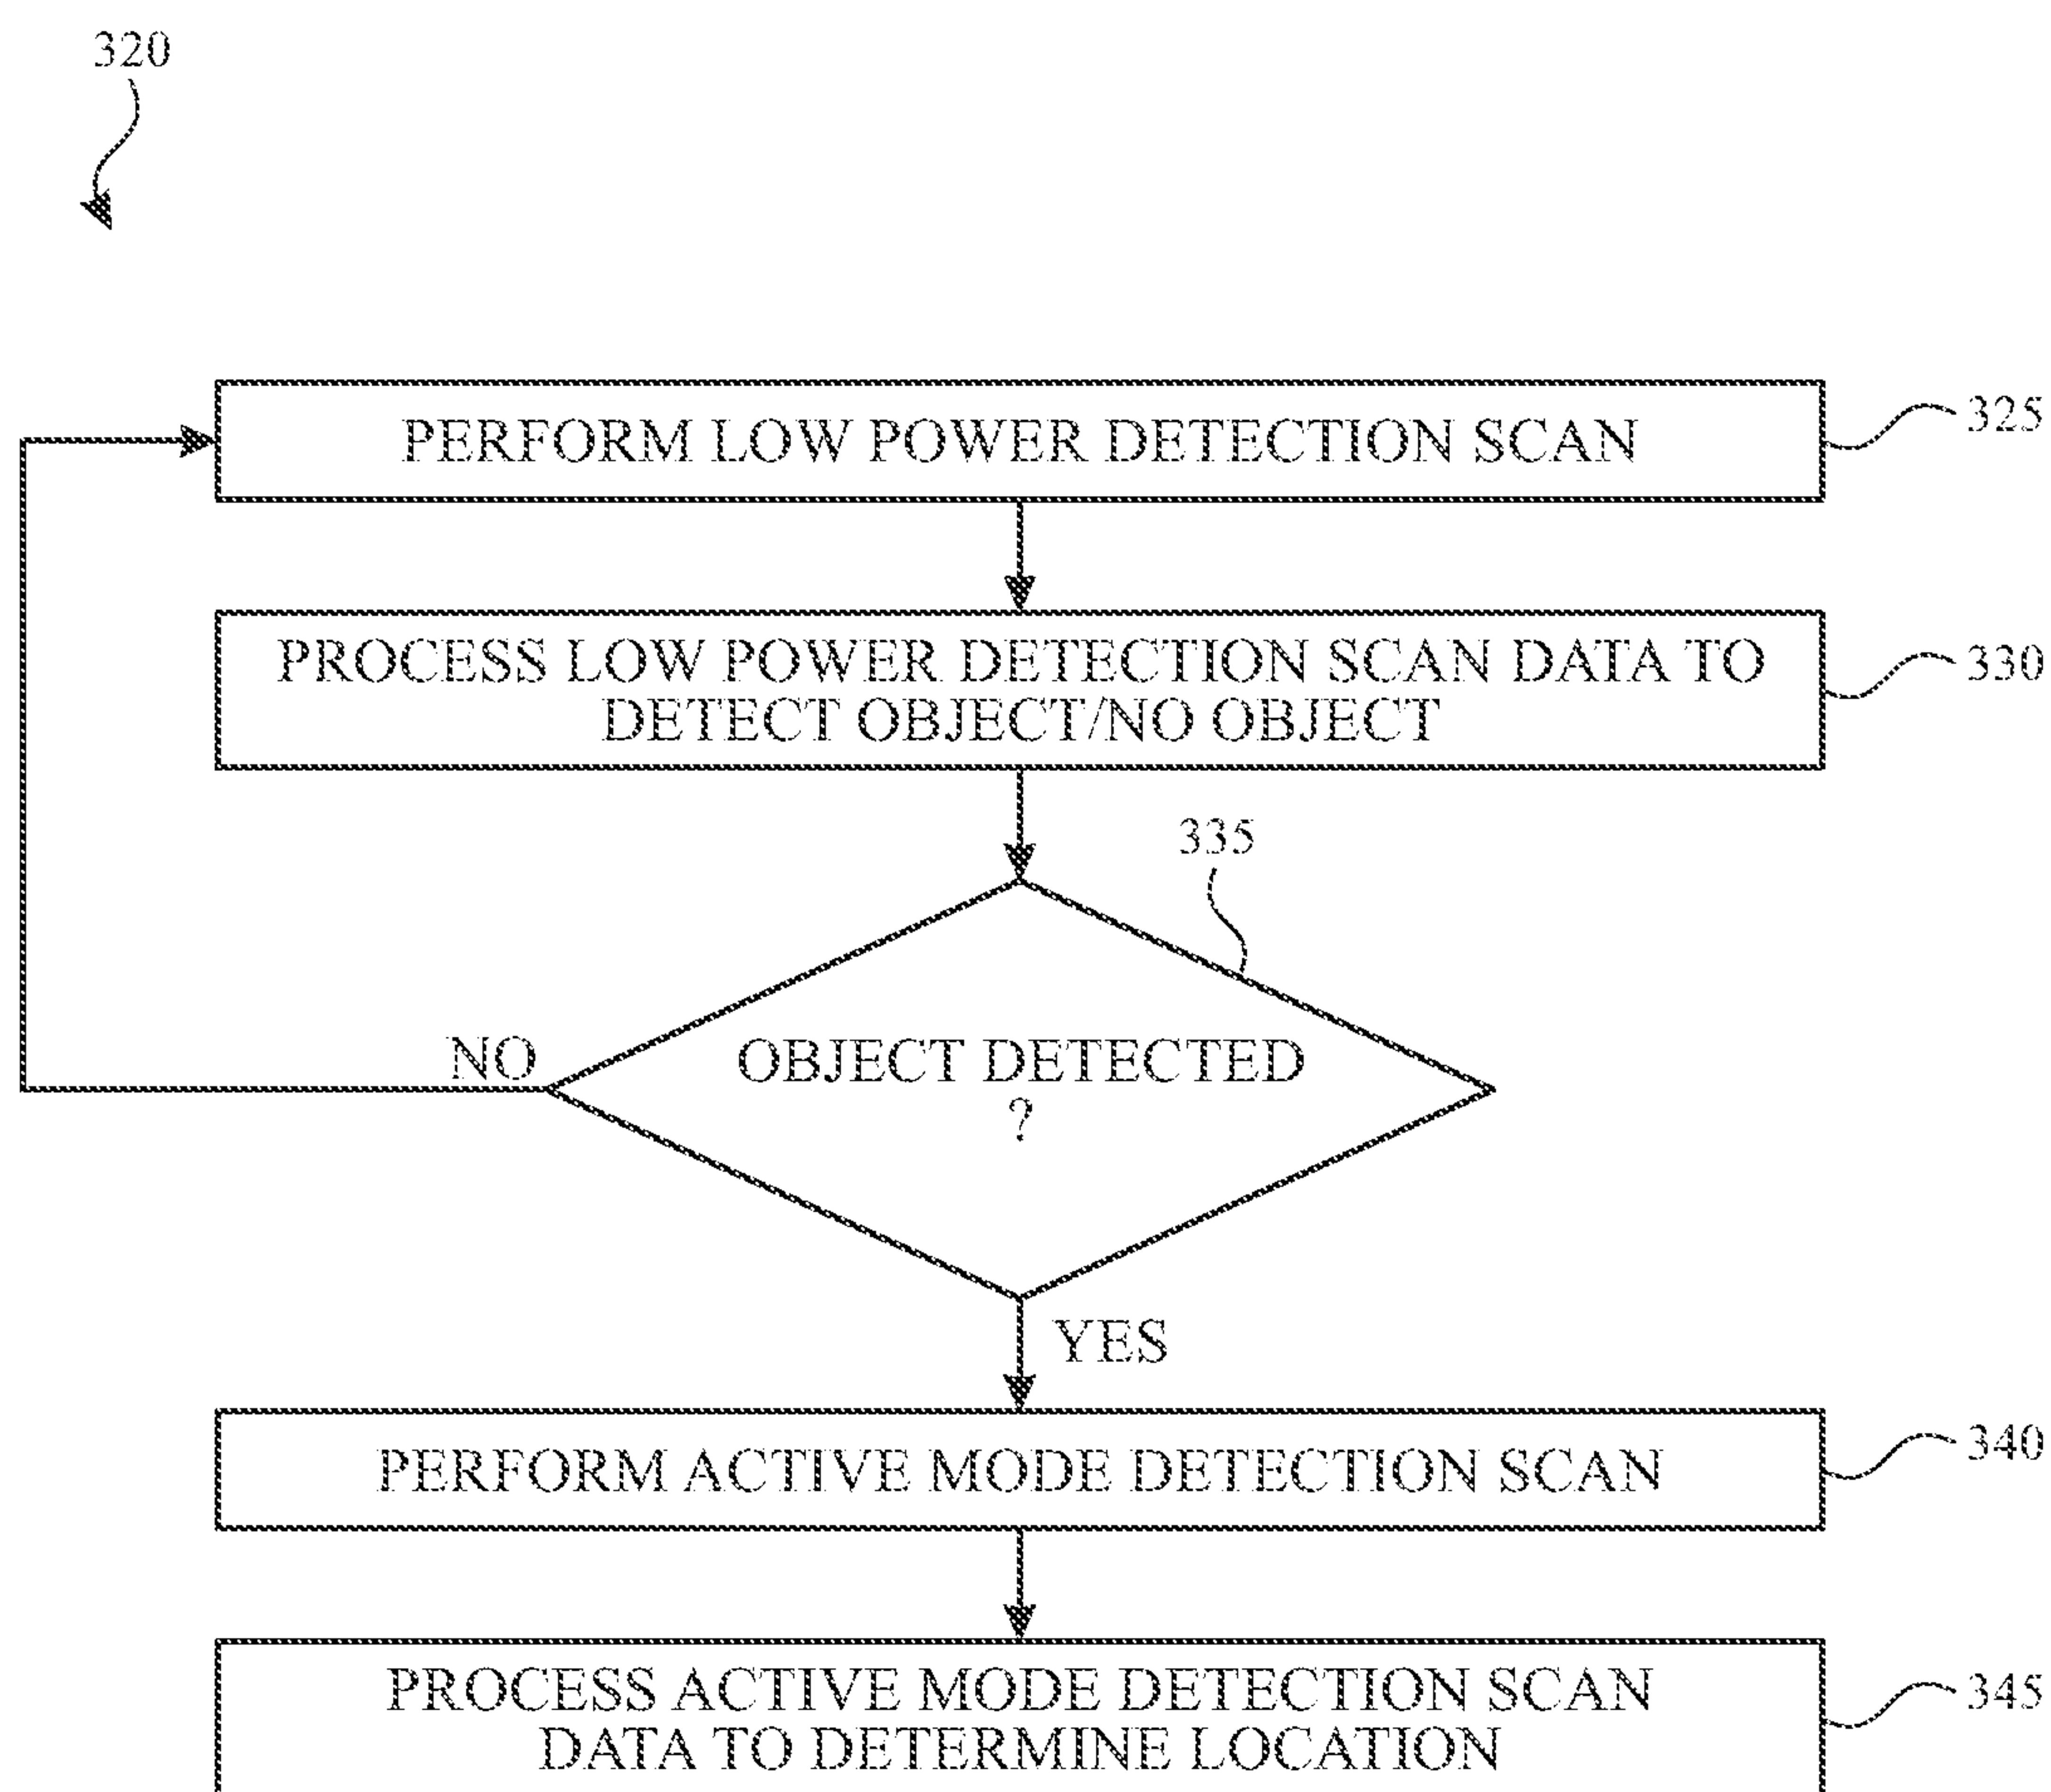 320
PERFORM LOW POWER DETECTION SCAN
325
PROCESS LOW POWER DETECTION SCAN DATA TO
DETECT OBJECT/NO OBJECT
330
335
OBJECT DETECTED
?
NO
YES
PERFORM ACTIVE MODE DETECTION SCAN
340
PROCESS ACTIVE MODE DETECTION SCAN
DATA TO DETERMINE LOCATION
345